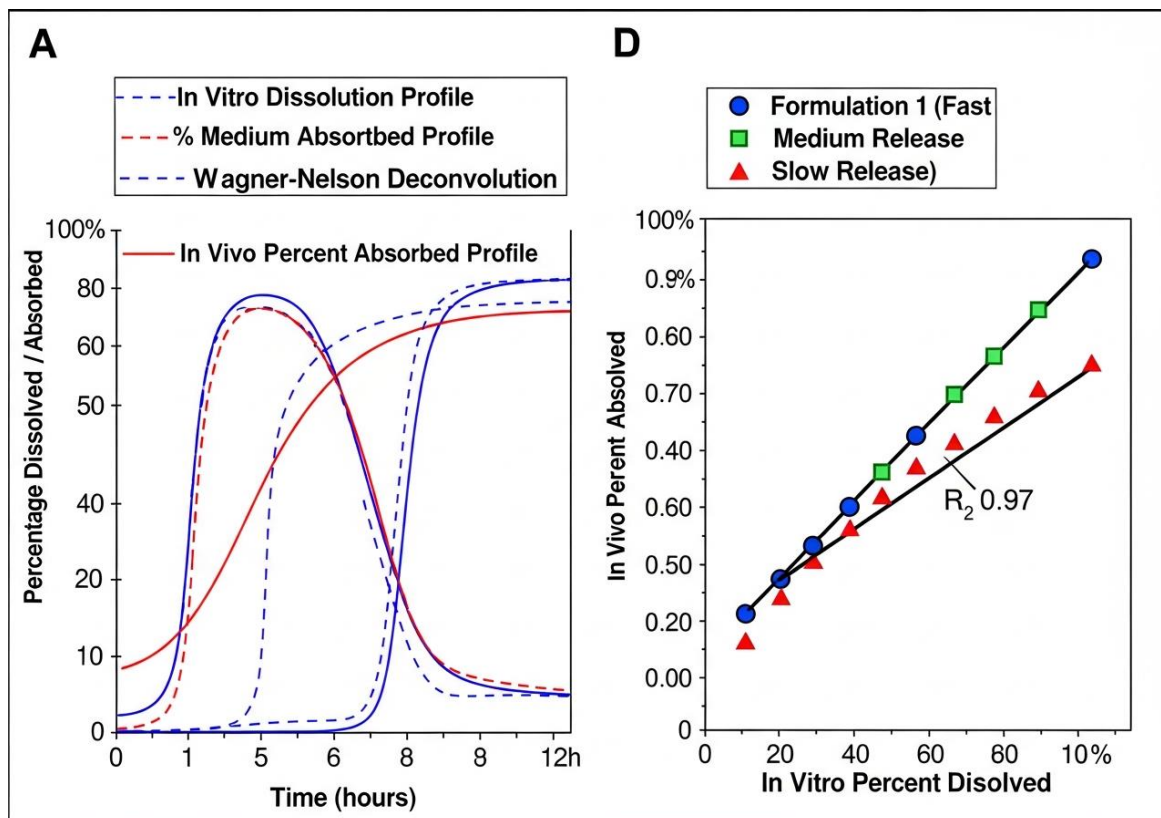 A
In Vitro Dissolution Profile
% Medium Absortbed Profile
Wagner-Nelson Deconvolution
In Vivo Percent Absorbed Profile
Percentage Dissolved / Absorbed
100%
80
60
50
40
20
10
0
0 1 5 6 8 8 12h
Time (hours)
D
Formulation 1 (Fast
Medium Release
Slow Release)
In Vivo Perent Absolved
100%
0.9%
0.60
0.70
0.40
0.60
0.50
0.20
0.00
0
R2 0.97
0 20 40 60 80 10%
In Vitro Percent Disolved